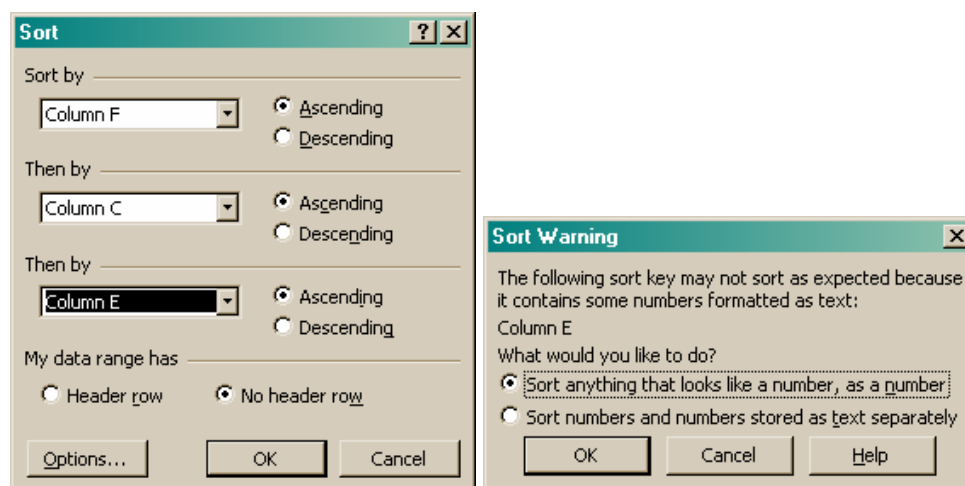 Sort
Sort by
Column F
Ascending
Descending
Then by
Column C
Ascending
Descending
Then by
Column E
Ascending
Descending
My data range has
Header row
No header row
Options...
OK
Cancel
Sort Warning
The following sort key may not sort as expected because
it contains some numbers formatted as text:
Column E
What would you like to do?
Sort anything that looks like a number, as a number
Sort numbers and numbers stored as text separately
OK
Cancel
Help